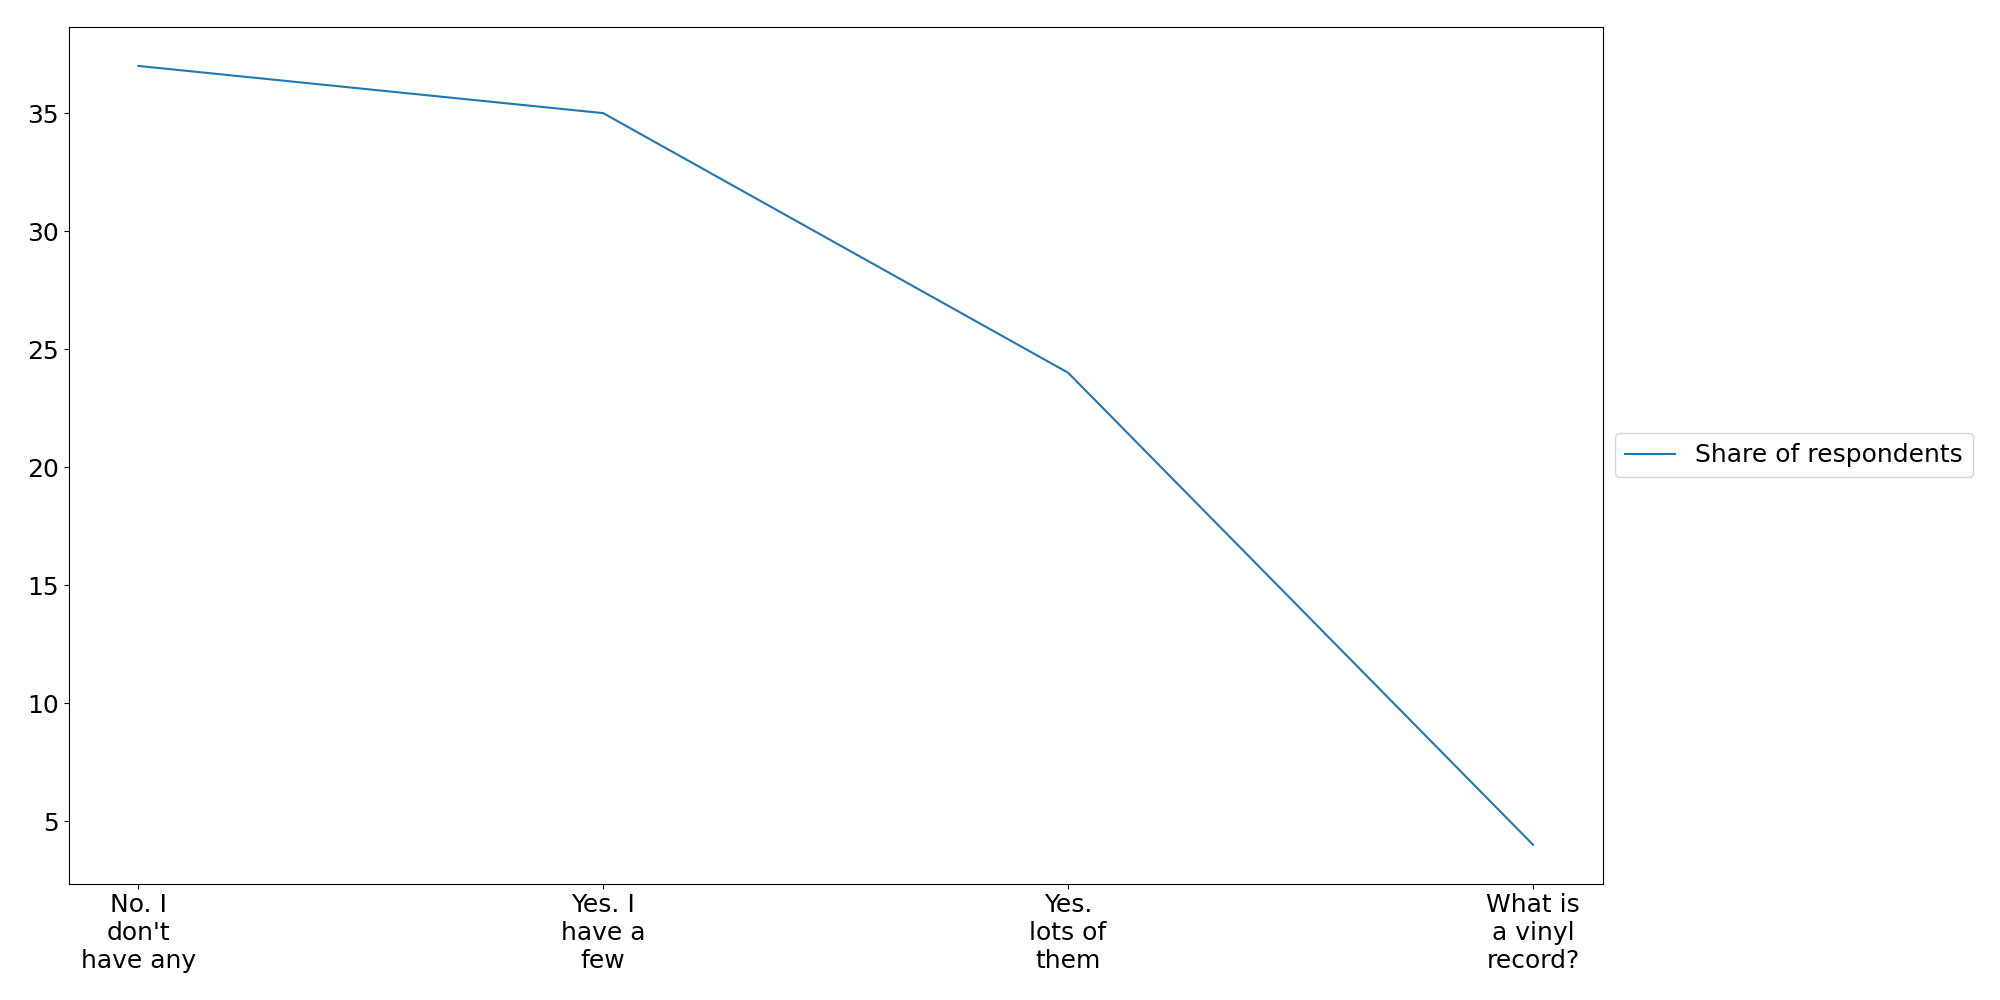 35
30
25
20
15
10
5
No. I
don't
have any
Yes. I
have a
few
Yes.
lots of
them
What is
a vinyl
record?
Share of respondents